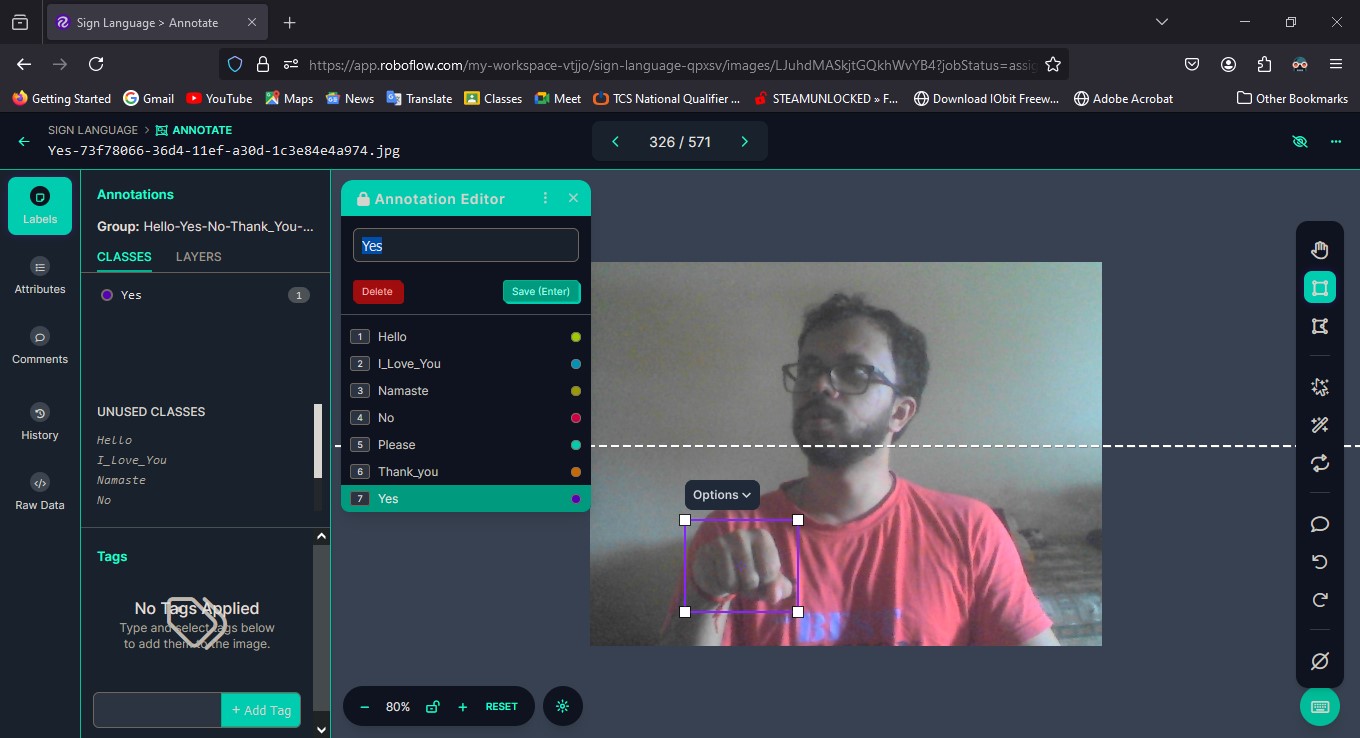 Sign Language > Annotate
https://app.roboflow.com/my-workspace-vtjjo/sign-language-qpxsv/images/LJuhdMASkjtGQkhWvYB4?jobStatus=assig
Getting Started Gmail YouTube Maps News Translate Classes Meet TCS National Qualifier ... STEAMUNLOCKED » F... Download IObit Freew... Adobe Acrobat Other Bookmarks
SIGN LANGUAGE > ANNOTATE
Yes-73f78066-36d4-11ef-a30d-1c3e84e4a974.jpg
326 / 571
Labels
Attributes
Comments
History
Raw Data
Annotations
Group: Hello-Yes-No-Thank_You-...
CLASSES LAYERS
Yes 1
UNUSED CLASSES
Hello
I_Love_You
Namaste
No
Tags
No Tags Applied
Type and select tags below
to add them to the image.
+ Add Tag
Annotation Editor
Yes
Delete Save (Enter)
1 Hello
2 I_Love_You
3 Namaste
4 No
5 Please
6 Thank_you
7 Yes
Options
80% RESET